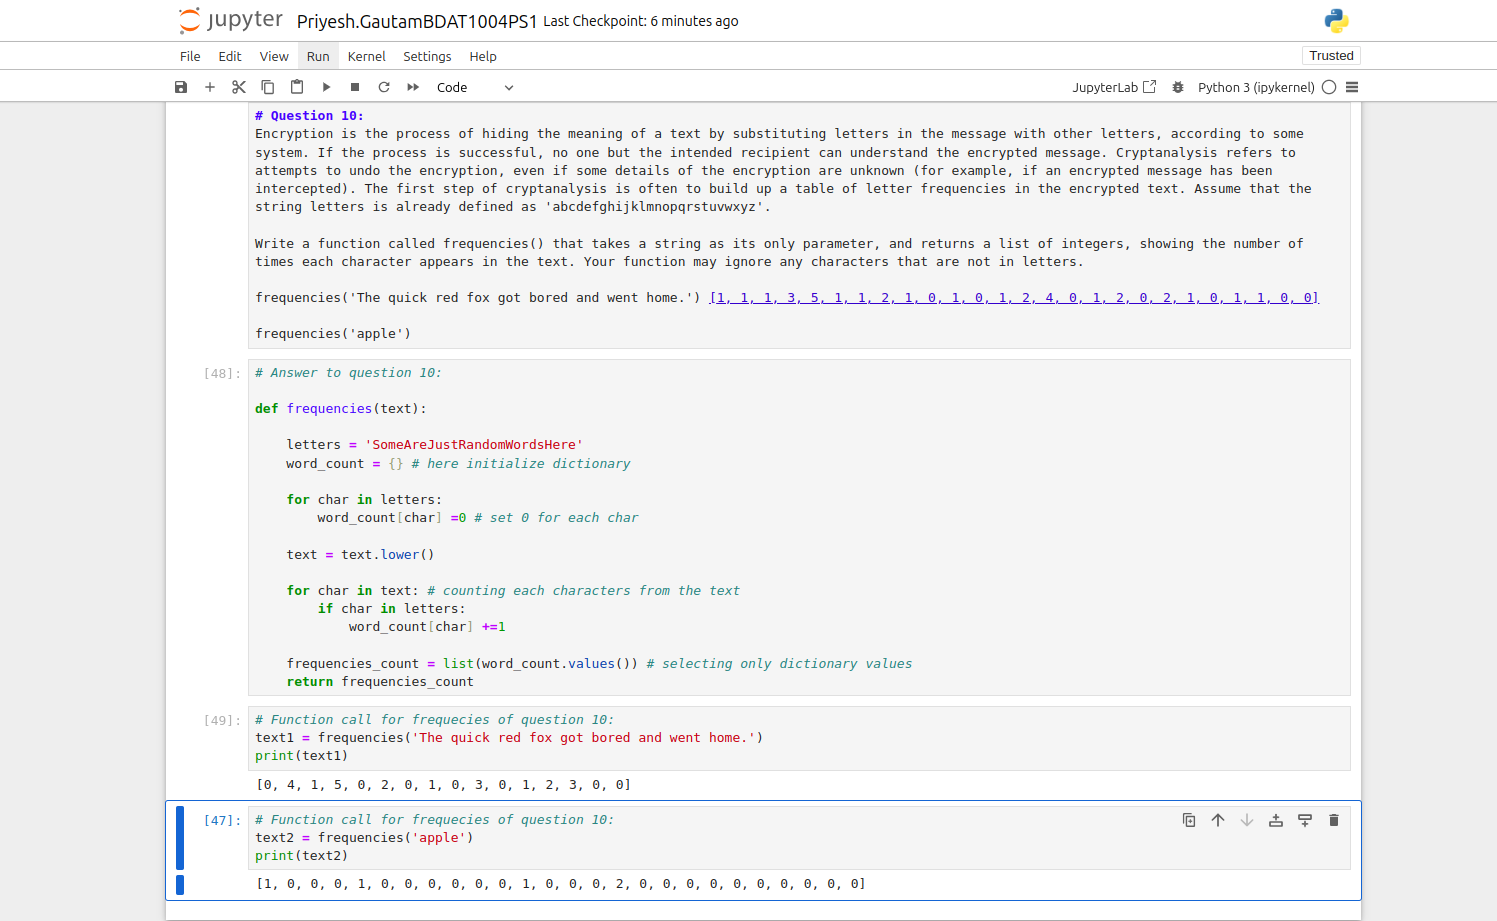 jupyter Priyesh.GautamBDAT1004PS1 Last Checkpoint: 6 minutes ago
File Edit View Run Kernel Settings Help Trusted
Code JupyterLab Python 3 (ipykernel)
# Question 10:
Encryption is the process of hiding the meaning of a text by substituting letters in the message with other letters, according to some
system. If the process is successful, no one but the intended recipient can understand the encrypted message. Cryptanalysis refers to
attempts to undo the encryption, even if some details of the encryption are unknown (for example, if an encrypted message has been
intercepted). The first step of cryptanalysis is often to build up a table of letter frequencies in the encrypted text. Assume that the
string letters is already defined as 'abcdefghijklmnopqrstuvwxyz'.
Write a function called frequencies() that takes a string as its only parameter, and returns a list of integers, showing the number of
times each character appears in the text. Your function may ignore any characters that are not in letters.
frequencies('The quick red fox got bored and went home.') [1, 1, 1, 3, 5, 1, 1, 2, 1, 0, 1, 0, 1, 2, 4, 0, 1, 2, 0, 2, 1, 0, 1, 1, 0, 0]
frequencies('apple')
[48]: # Answer to question 10:
def frequencies(text):
letters = 'SomeAreJustRandomWordsHere'
word_count = {} # here initialize dictionary
for char in letters:
word_count[char] =0 # set 0 for each char
text = text.lower()
for char in text: # counting each characters from the text
if char in letters:
word_count[char] +=1
frequencies_count = list(word_count.values()) # selecting only dictionary values
return frequencies_count
[49]: # Function call for frequecies of question 10:
text1 = frequencies('The quick red fox got bored and went home.')
print(text1)
[0, 4, 1, 5, 0, 2, 0, 1, 0, 3, 0, 1, 2, 3, 0, 0]
[47]: # Function call for frequecies of question 10:
text2 = frequencies('apple')
print(text2)
[1, 0, 0, 0, 1, 0, 0, 0, 0, 0, 0, 1, 0, 0, 0, 2, 0, 0, 0, 0, 0, 0, 0, 0, 0, 0]